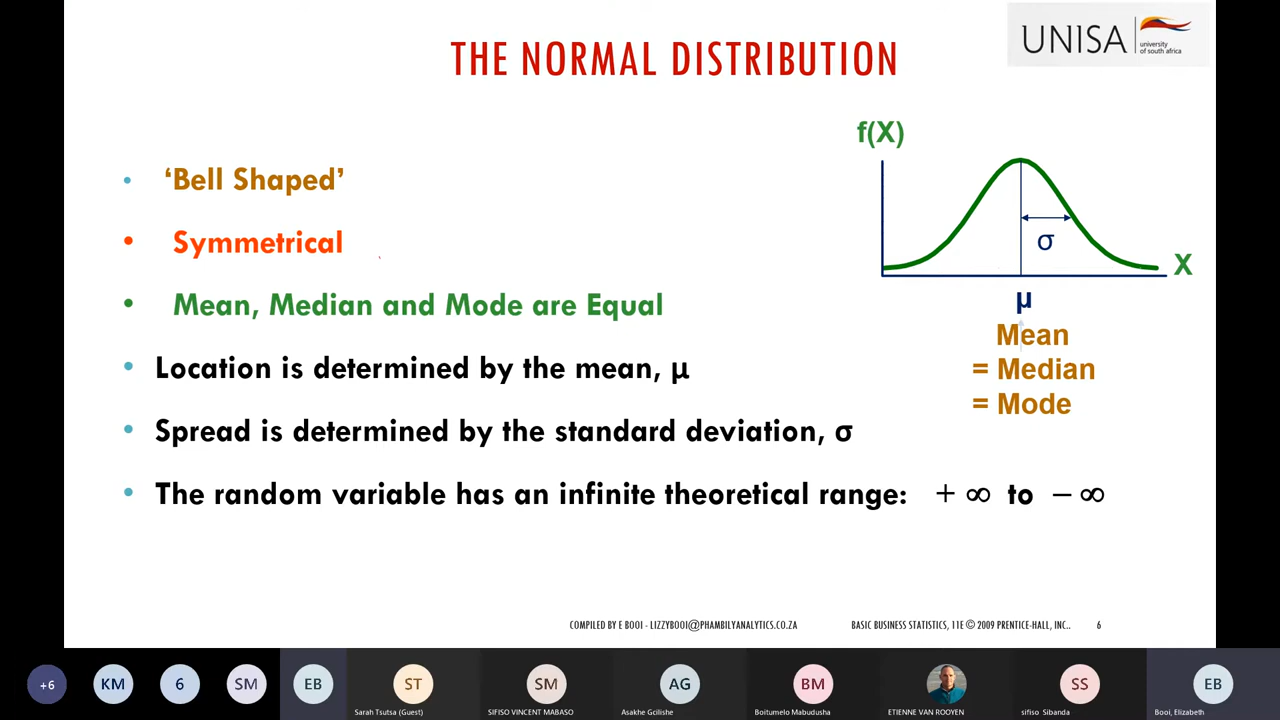 THE NORMAL DISTRIBUTION
UNISA
university
of south africa
• ‘Bell Shaped’
• Symmetrical
• Mean, Median and Mode are Equal
• Location is determined by the mean, μ
• Spread is determined by the standard deviation, σ
• The random variable has an infinite theoretical range: + ∞ to − ∞
f(X)
σ
X
μ
Mean
= Median
= Mode
COMPILED BY E BOOI - LIZZYBOOI@PHAMBILYANALYTICS.CO.ZA
BASIC BUSINESS STATISTICS, 11E © 2009 PRENTICE-HALL, INC..
6
+6
KM
6
SM
EB
ST
Sarah Tsutsa (Guest)
SM
SIFISO VINCENT MABASO
AG
Asakhe Gcilishe
BM
Boitumelo Mabudusha
ETIENNE VAN ROOYEN
SS
sifiso Sibanda
EB
Booi, Elizabeth